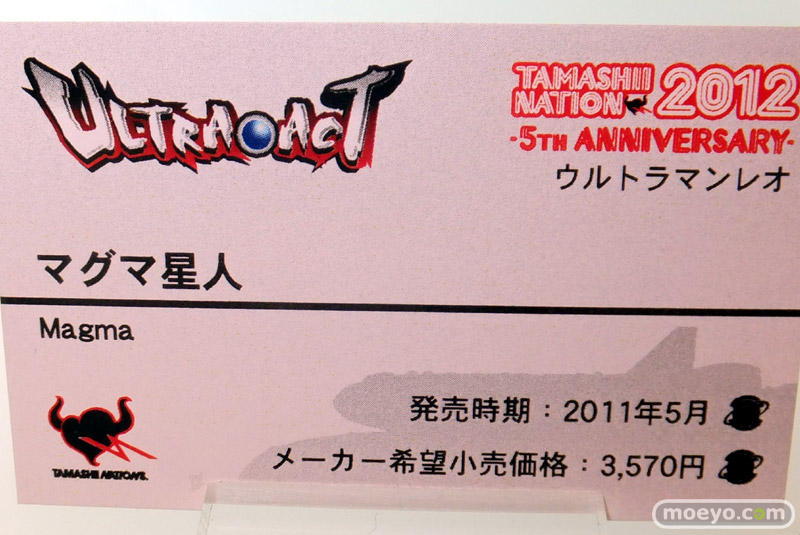 ULTRA ACT
TAMASHII
NATION 2012
-5TH ANNIVERSARY-
ウルトラマンレオ
マグマ星人
Magma
発売時期：2011年5月
メーカー希望小売価格：3,570円
TAMASHII NATIONS.
moeyo.com